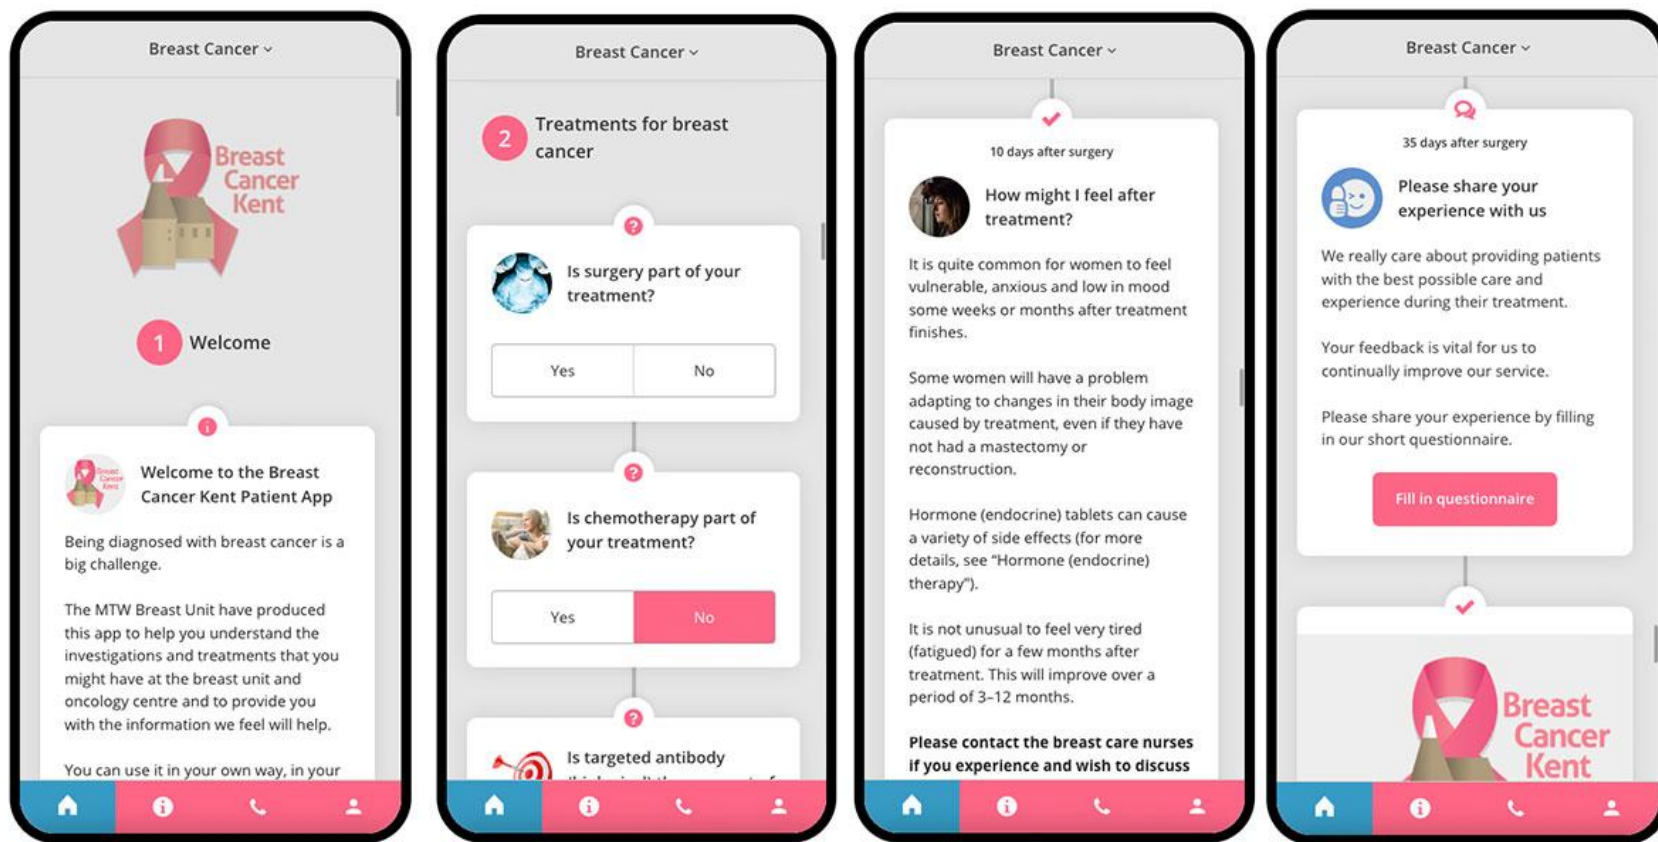 Breast Cancer
Breast
Cancer
Kent
1 Welcome
Welcome to the Breast
Cancer Kent Patient App
Being diagnosed with breast cancer is a
big challenge.
The MTW Breast Unit have produced
this app to help you understand the
investigations and treatments that you
might have at the breast unit and
oncology centre and to provide you
with the information we feel will help.
You can use it in your own way, in your
Breast Cancer
2 Treatments for breast
cancer
Is surgery part of your
treatment?
Yes No
Is chemotherapy part of
your treatment?
Yes No
Is targeted antibody
Breast Cancer
10 days after surgery
How might I feel after
treatment?
It is quite common for women to feel
vulnerable, anxious and low in mood
some weeks or months after treatment
finishes.
Some women will have a problem
adapting to changes in their body image
caused by treatment, even if they have
not had a mastectomy or
reconstruction.
Hormone (endocrine) tablets can cause
a variety of side effects (for more
details, see “Hormone (endocrine)
therapy”).
It is not unusual to feel very tired
(fatigued) for a few months after
treatment. This will improve over a
period of 3–12 months.
Please contact the breast care nurses
if you experience and wish to discuss
Breast Cancer
35 days after surgery
Please share your
experience with us
We really care about providing patients
with the best possible care and
experience during their treatment.
Your feedback is vital for us to
continually improve our service.
Please share your experience by filling
in our short questionnaire.
Fill in questionnaire
Breast
Cancer
Kent